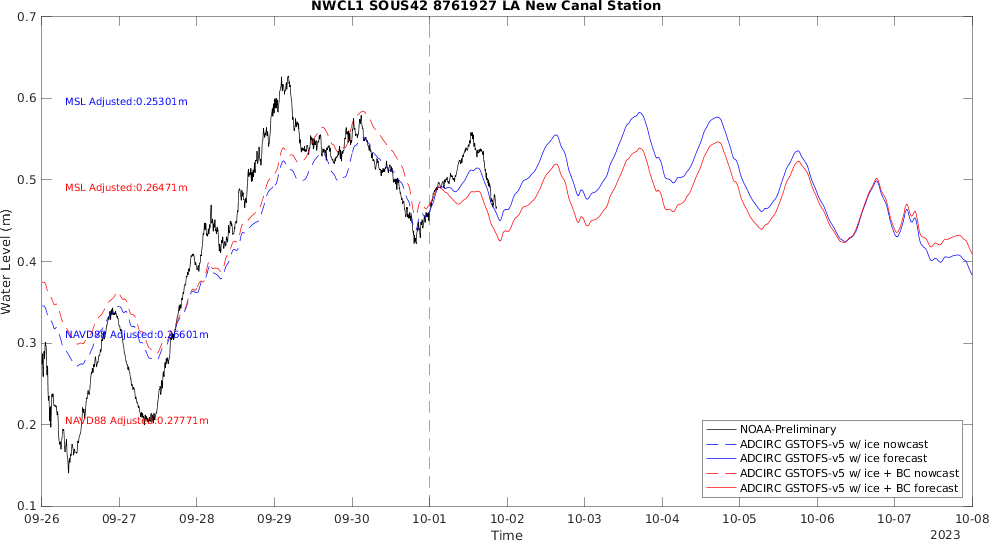 NWCL1 SOUS42 8761927 LA New Canal Station
0.7
0.6
0.5
0.4
0.3
0.2
0.1
Water Level (m)
MSL Adjusted:0.25301m
MSL Adjusted:0.26471m
NAVD88 Adjusted:0.26601m
NAVD88 Adjusted:0.27771m
NOAA-Preliminary
ADCIRC GSTOFS-v5 w/ ice nowcast
ADCIRC GSTOFS-v5 w/ ice forecast
ADCIRC GSTOFS-v5 w/ ice + BC nowcast
ADCIRC GSTOFS-v5 w/ ice + BC forecast
09-26 09-27 09-28 09-29 09-30 10-01 10-02 10-03 10-04 10-05 10-06 10-07 10-08
Time
2023